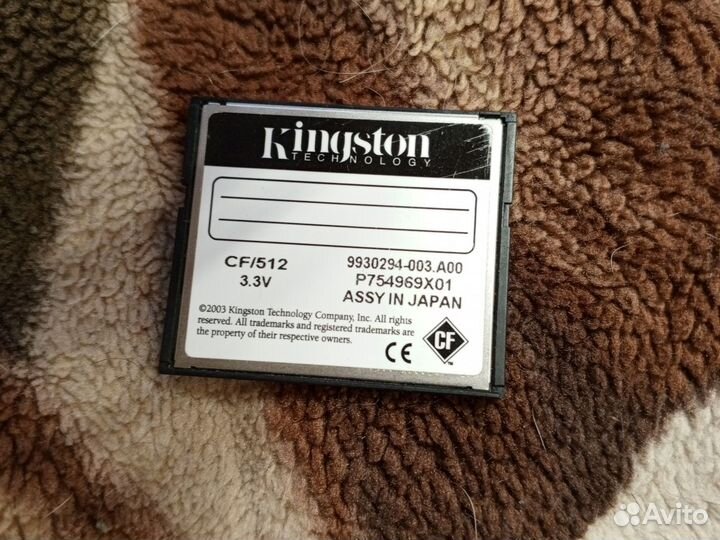 Kingston
TECHNOLOGY
CF/512
3.3V
9930294-003.A00
P754969X01
ASSY IN JAPAN
©2003 Kingston Technology Company, Inc. All rights
reserved. All trademarks and registered trademarks are
the property of their respective owners.
CE
CF
TM
Avito